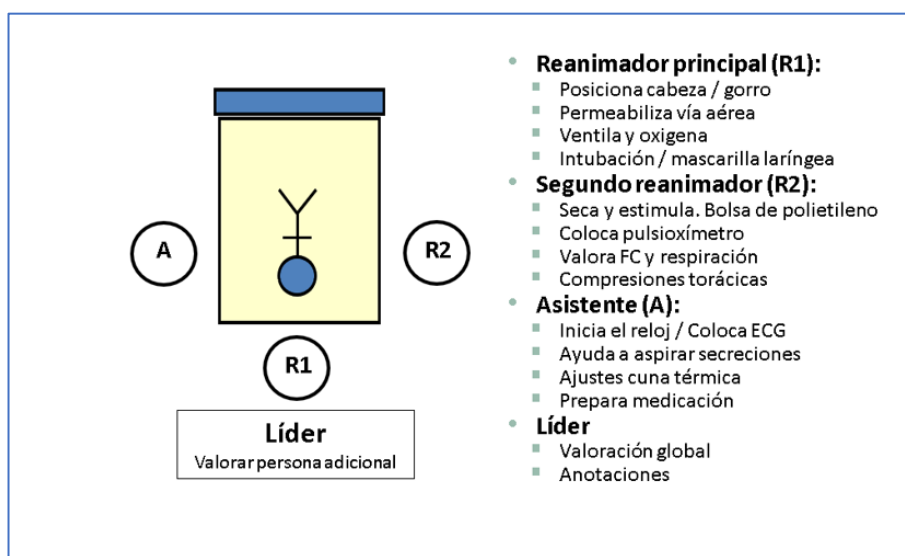 A
R2
R1
Líder
Valorar persona adicional
Reanimador principal (R1):
Posiciona cabeza / gorro
Permeabiliza vía aérea
Ventila y oxigena
Intubación / mascarilla laríngea
Segundo reanimador (R2):
Seca y estimula. Bolsa de polietileno
Coloca pulsioxímetro
Valora FC y respiración
Compresiones torácicas
Asistente (A):
Inicia el reloj / Coloca ECG
Ayuda a aspirar secreciones
Ajustes cuna térmica
Prepara medicación
Líder
Valoración global
Anotaciones